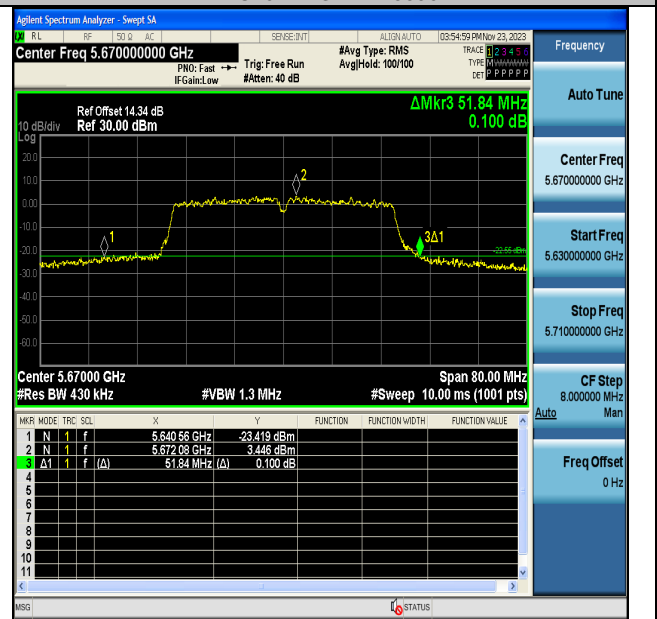 Agilent Spectrum Analyzer - Swept SA
RL RF 50 Ω AC SENSE:INT ALIGN AUTO 03:54:59 PM Nov 23, 2023
Center Freq 5.670000000 GHz
#Avg Type: RMS
TRACE 1 2 3 4 5 6
PNO: Fast
Trig: Free Run
Avg|Hold: 100/100
TYPE M
IFGain:Low
#Atten: 40 dB
DET P P P P P P
ΔMkr3 51.84 MHz
0.100 dB
Ref Offset 14.34 dB
10 dB/div Ref 30.00 dBm
Log
20.0
10.0
0.00
-10.0
-20.0
-30.0
-40.0
-50.0
-60.0
1
2
3Δ1
-22.55 dBm
Center 5.67000 GHz
Span 80.00 MHz
#Res BW 430 kHz
#VBW 1.3 MHz
#Sweep 10.00 ms (1001 pts)
MKR MODE TRC SCL X Y FUNCTION FUNCTION WIDTH FUNCTION VALUE
1 N 1 f 5.640 56 GHz -23.419 dBm
2 N 1 f 5.672 08 GHz 3.446 dBm
3 Δ1 1 f (Δ) 51.84 MHz (Δ) 0.100 dB
4
5
6
7
8
9
10
11
MSG
STATUS
Frequency
Auto Tune
Center Freq
5.670000000 GHz
Start Freq
5.630000000 GHz
Stop Freq
5.710000000 GHz
CF Step
8.000000 MHz
Auto Man
Freq Offset
0 Hz